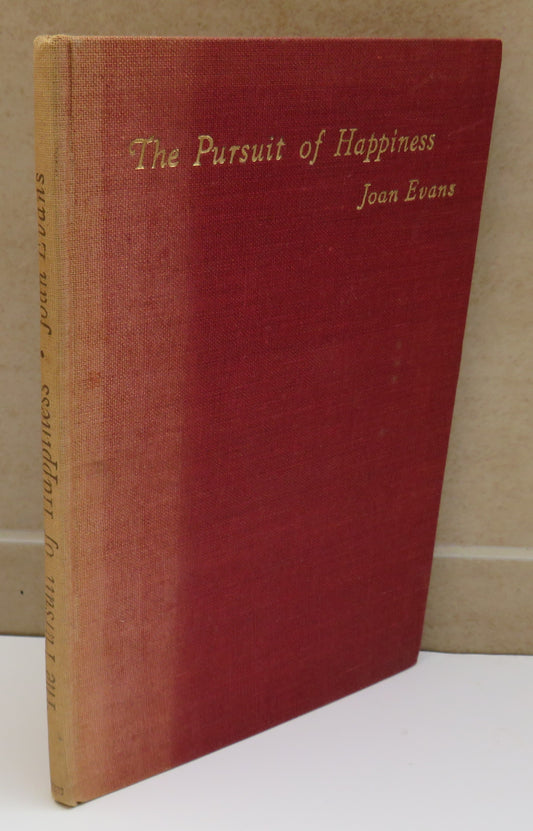 The Pursuit of Happiness
Joan Evans
The Pursuit of Happiness · Joan Evans